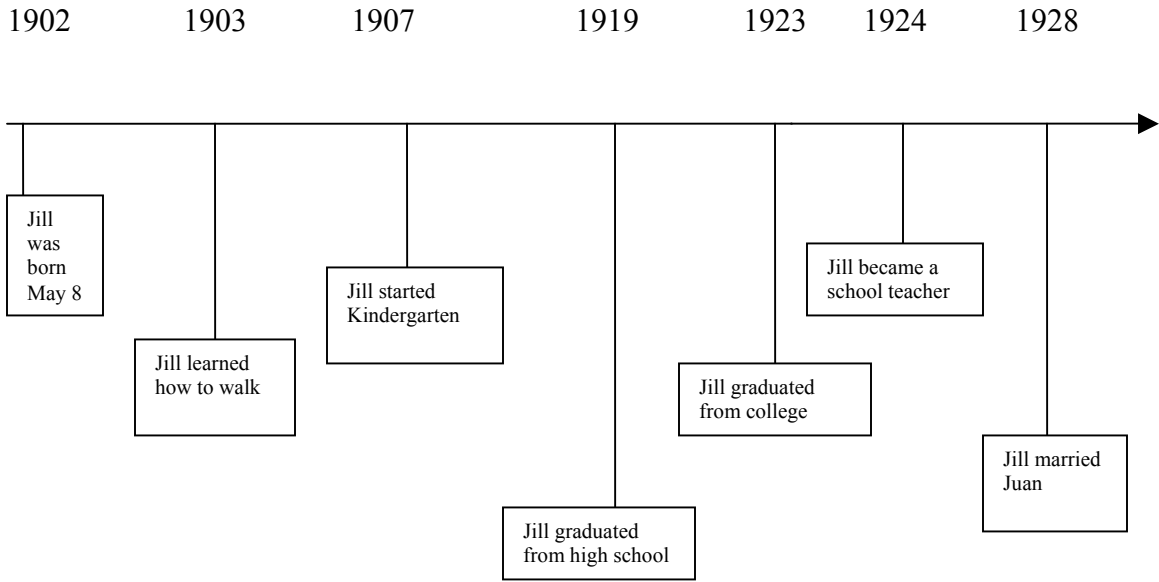 1902 1903 1907 1919 1923 1924 1928
Jill
was
born
May 8
Jill learned
how to walk
Jill started
Kindergarten
Jill graduated
from high school
Jill graduated
from college
Jill became a
school teacher
Jill married
Juan